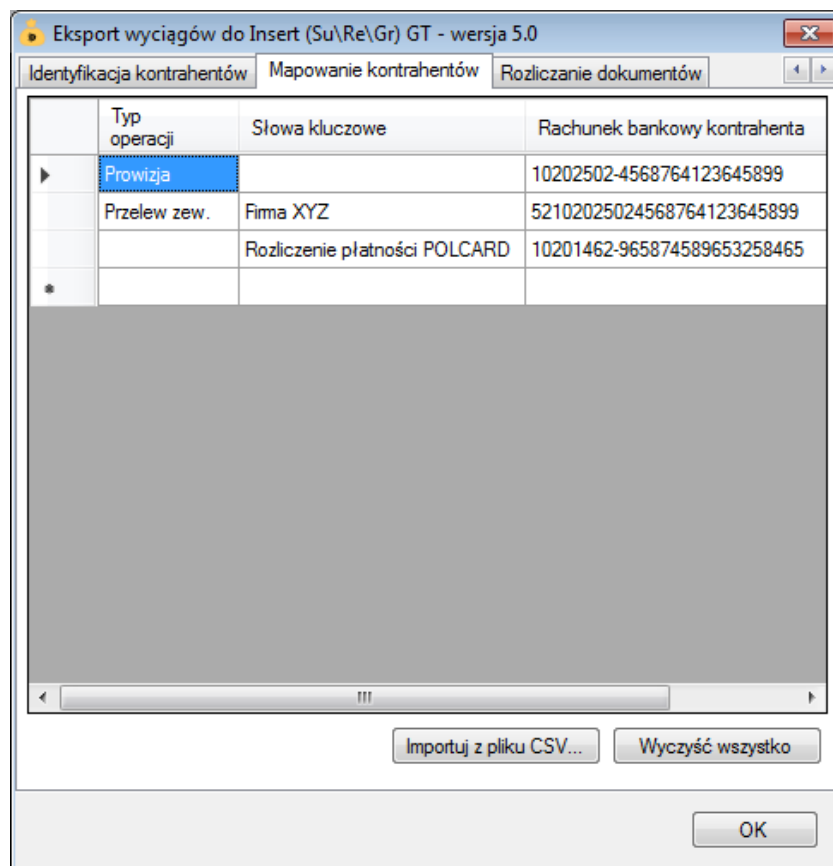 Eksport wyciągów do Insert (Su\Re\Gr) GT - wersja 5.0
Identyfikacja kontrahentów Mapowanie kontrahentów Rozliczanie dokumentów
Typ operacji Słowa kluczowe Rachunek bankowy kontrahenta
Prowizja 10202502-4568764123645899
Przelew zew. Firma XYZ 52102025024568764123645899
Rozliczenie płatności POLCARD 10201462-965874589653258465
Importuj z pliku CSV... Wyczyść wszystko
OK